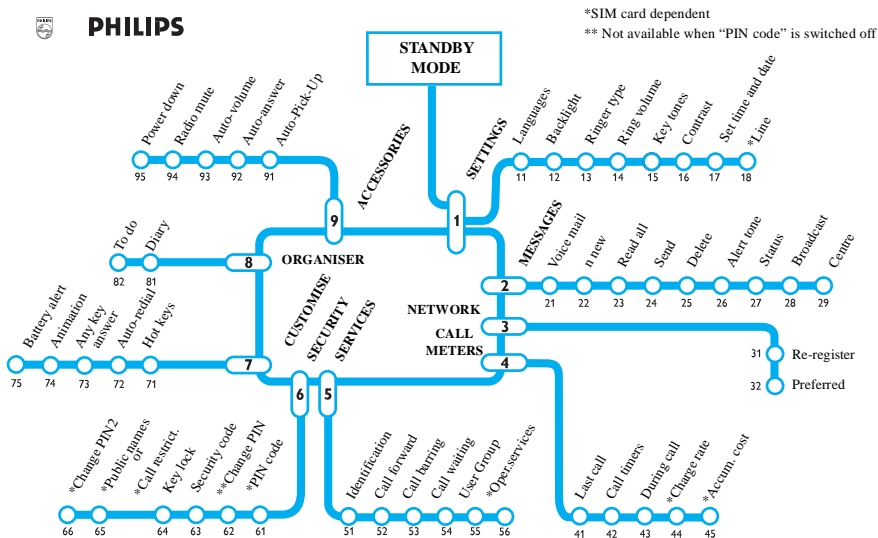 PHILIPS
*SIM card dependent
** Not available when “PIN code” is switched off
STANDBY
MODE
SETTINGS
1
Languages
11
Backlight
12
Ringer type
13
Ring volume
14
Key tones
15
Contrast
16
Set time and date
17
*Line
18
MESSAGES
2
Voice mail
21
n new
22
Read all
23
Send
24
Delete
25
Alert tone
26
Status
27
Broadcast
28
Centre
29
NETWORK
3
31
Re-register
32
Preferred
CALL
METERS
4
Last call
41
Call timers
42
During call
43
*Charge rate
44
*Accum. cost
45
SERVICES
5
Identification
51
Call forward
52
Call barring
53
Call waiting
54
User Group
55
*Oper.services
56
SECURITY
6
*PIN code
61
**Change PIN
62
Security code
63
Key lock
*Call restrict.
64
or
*Public names
65
*Change PIN2
66
CUSTOMISE
7
Hot keys
71
Auto-redial
72
Any key
answer
73
Animation
74
Battery alert
75
ORGANISER
8
Diary
81
To do
82
ACCESSORIES
9
Auto-Pick-Up
91
Auto-answer
92
Auto-volume
93
Radio mute
94
Power down
95